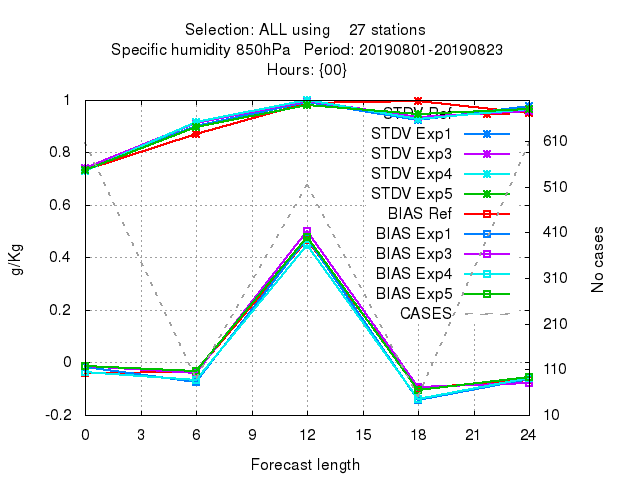 Selection: ALL using 27 stations
Specific humidity 850hPa Period: 20190801-20190823
Hours: {00}
1
0.8
0.6
0.4
0.2
0
-0.2
g/Kg
STDV Ref
STDV Exp1
STDV Exp3
STDV Exp4
STDV Exp5
BIAS Ref
BIAS Exp1
BIAS Exp3
BIAS Exp4
BIAS Exp5
CASES
610
510
410
310
210
110
10
No cases
0 3 6 9 12 15 18 21 24
Forecast length